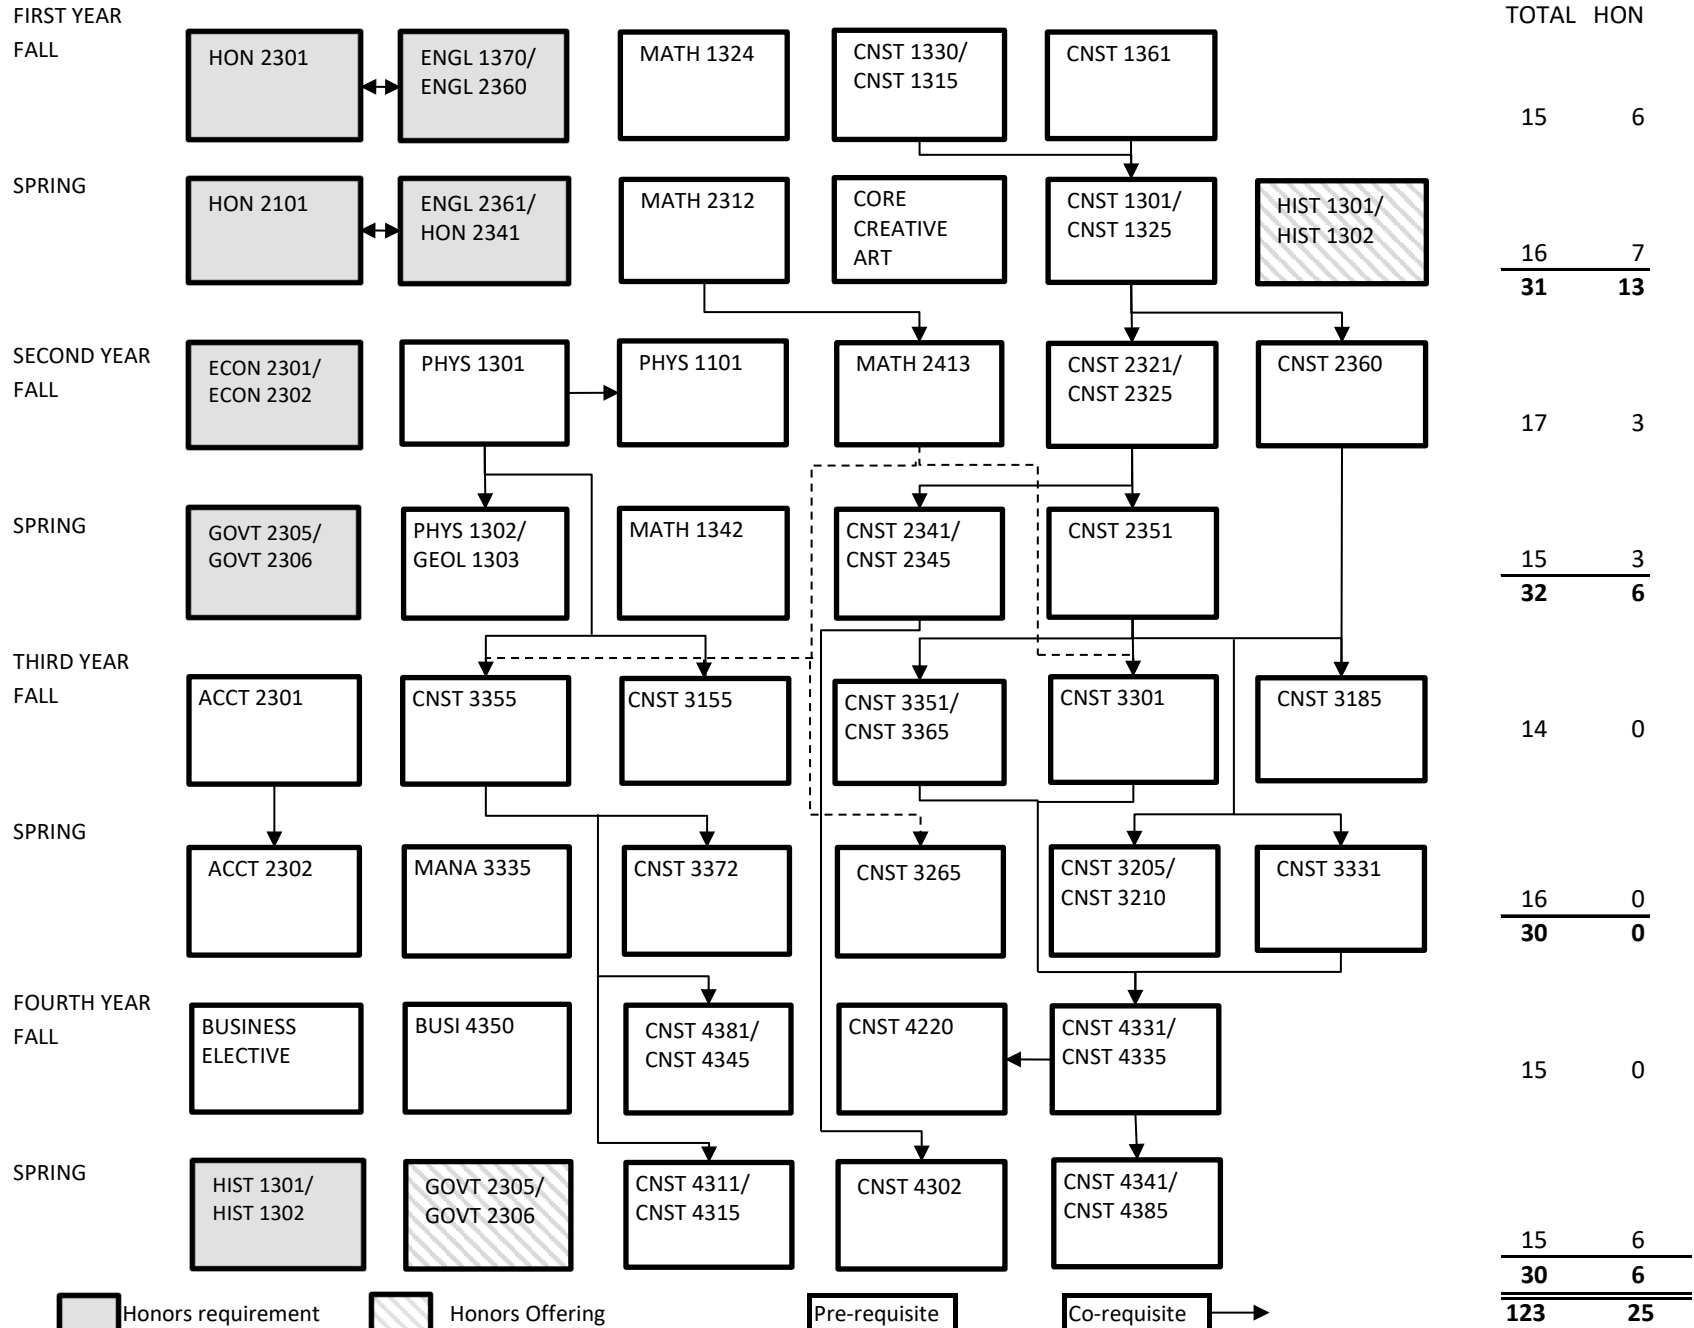 FIRST YEAR
TOTAL HON
FALL
HON 2301
ENGL 1370/
ENGL 2360
MATH 1324
CNST 1330/
CNST 1315
CNST 1361
15 6
SPRING
HON 2101
ENGL 2361/
HON 2341
MATH 2312
CORE
CREATIVE
ART
CNST 1301/
CNST 1325
HIST 1301/
HIST 1302
16 7
31 13
SECOND YEAR
FALL
ECON 2301/
ECON 2302
PHYS 1301
PHYS 1101
MATH 2413
CNST 2321/
CNST 2325
CNST 2360
17 3
SPRING
GOVT 2305/
GOVT 2306
PHYS 1302/
GEOL 1303
MATH 1342
CNST 2341/
CNST 2345
CNST 2351
15 3
32 6
THIRD YEAR
FALL
ACCT 2301
CNST 3355
CNST 3155
CNST 3351/
CNST 3365
CNST 3301
CNST 3185
14 0
SPRING
ACCT 2302
MANA 3335
CNST 3372
CNST 3265
CNST 3205/
CNST 3210
CNST 3331
16 0
30 0
FOURTH YEAR
FALL
BUSINESS
ELECTIVE
BUSI 4350
CNST 4381/
CNST 4345
CNST 4220
CNST 4331/
CNST 4335
15 0
SPRING
HIST 1301/
HIST 1302
GOVT 2305/
GOVT 2306
CNST 4311/
CNST 4315
CNST 4302
CNST 4341/
CNST 4385
15 6
30 6
123 25
Honors requirement
Honors Offering
Pre-requisite
Co-requisite